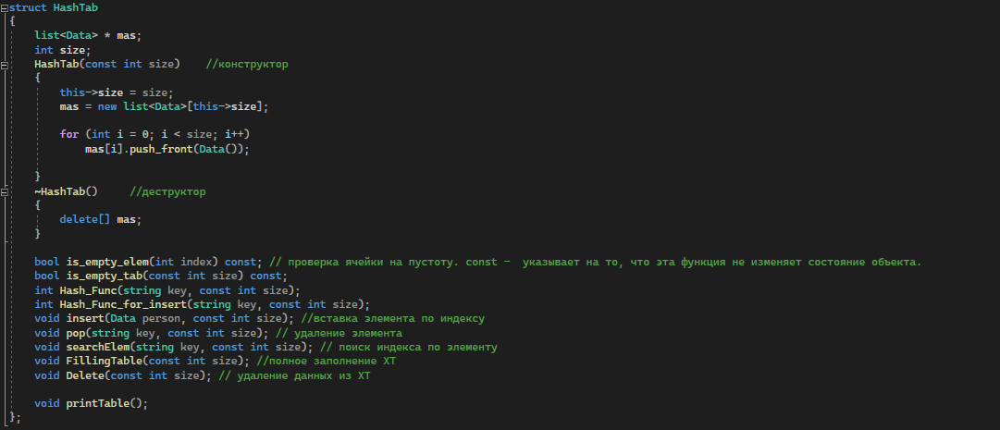 struct HashTab
{
    list<Data> * mas;
    int size;
    HashTab(const int size)    //конструктор
    {
        this->size = size;
        mas = new list<Data>[this->size];
        for (int i = 0; i < size; i++)
            mas[i].push_front(Data());
    }
    ~HashTab()     //деструктор
    {
        delete[] mas;
    }
    bool is_empty_elem(int index) const; // проверка ячейки на пустоту. const -  указывает на то, что эта функция не изменяет состояние объекта.
    bool is_empty_tab(const int size) const;
    int Hash_Func(string key, const int size);
    int Hash_Func_for_insert(string key, const int size);
    void insert(Data person, const int size); //вставка элемента по индексу
    void pop(string key, const int size); // удаление элемента
    void searchElem(string key, const int size); // поиск индекса по элементу
    void FillingTable(const int size); //полное заполнение ХТ
    void Delete(const int size); // удаление данных из ХТ
    void printTable();
};